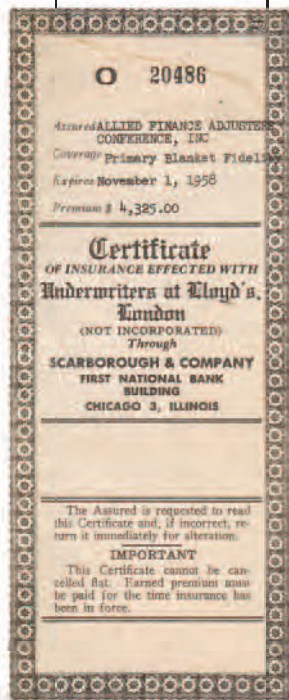 O 20486
Assured ALLIED FINANCE ADJUSTERS
CONFERENCE, INC
Coverage Primary Blanket Fidelity
Expires November 1, 1958
Premium $ 4,325.00
Certificate
OF INSURANCE EFFECTED WITH
Underwriters at Lloyd's,
London
(NOT INCORPORATED)
Through
SCARBOROUGH & COMPANY
FIRST NATIONAL BANK
BUILDING
CHICAGO 3, ILLINOIS
The Assured is requested to read
this Certificate and, if incorrect, re-
turn it immediately for alteration.
IMPORTANT
This Certificate cannot be can-
celled flat. Earned premium must
be paid for the time insurance has
been in force.